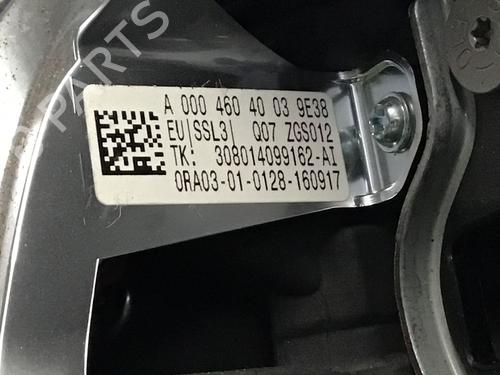 A 000 460 40 03 9E38
EU|SSL3| Q07 ZGS012
TK: 308014099162-AI
0RA03-01-0128-160917